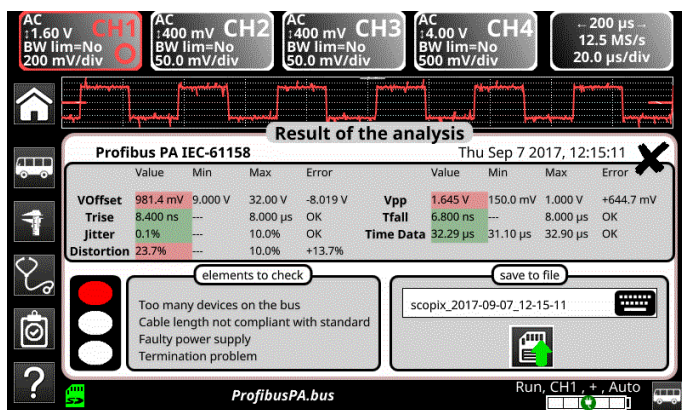 AC
↕1.60 V CH1
BW lim=No
200 mV/div
AC
↕400 mV CH2
BW lim=No
50.0 mV/div
AC
↕400 mV CH3
BW lim=No
50.0 mV/div
AC
↕4.00 V CH4
BW lim=No
500 mV/div
←200 µs→
12.5 MS/s
20.0 µs/div
Result of the analysis
Profibus PA IEC-61158 Thu Sep 7 2017, 12:15:11
Value Min Max Error Value Min Max Error
VOffset 981.4 mV 9.000 V 32.00 V -8.019 V Vpp 1.645 V 150.0 mV 1.000 V +644.7 mV
Trise 8.400 ns --- 8.000 µs OK Tfall 6.800 ns --- 8.000 µs OK
Jitter 0.1% --- 10.0% OK Time Data 32.29 µs 31.10 µs 32.90 µs OK
Distortion 23.7% --- 10.0% +13.7%
elements to check
Too many devices on the bus
Cable length not compliant with standard
Faulty power supply
Termination problem
save to file
scopix_2017-09-07_12-15-11
?
SD
ProfibusPA.bus
Run, CH1 , + , Auto